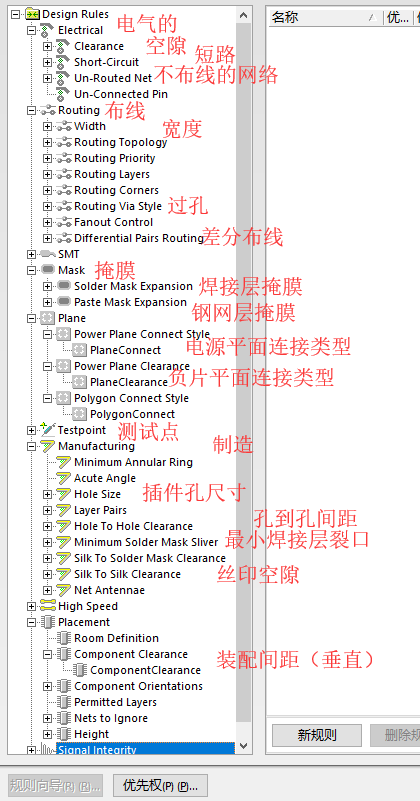 Design Rules
名称 优...
Electrical 电气的
Clearance 空隙
Short-Circuit 短路
Un-Routed Net 不布线的网络
Un-Connected Pin
Routing 布线
Width 宽度
Routing Topology
Routing Priority
Routing Layers
Routing Corners
Routing Via Style 过孔
Fanout Control
Differential Pairs Routing 差分布线
SMT
Mask 掩膜
Solder Mask Expansion 焊接层掩膜
Paste Mask Expansion 钢网层掩膜
Plane
Power Plane Connect Style
PlaneConnect 电源平面连接类型
Power Plane Clearance
PlaneClearance 负片平面连接类型
Polygon Connect Style
PolygonConnect
Testpoint 测试点
Manufacturing 制造
Minimum Annular Ring
Acute Angle
Hole Size 插件孔尺寸
Layer Pairs
Hole To Hole Clearance 孔到孔间距
Minimum Solder Mask Sliver 最小焊接层裂口
Silk To Solder Mask Clearance
Silk To Silk Clearance 丝印空隙
Net Antennae
High Speed
Placement
Room Definition
Component Clearance
ComponentClearance 装配间距（垂直）
Component Orientations
Permitted Layers
Nets to Ignore
Height
Signal Integrity
新规则 删除规
规则向导(R) (R)... 优先权(P) (P)...